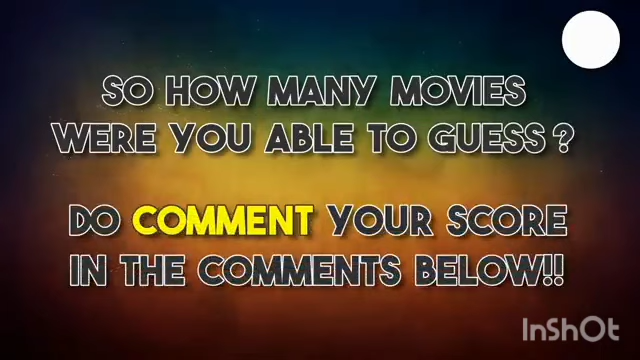 SO HOW MANY MOVIES
WERE YOU ABLE TO GUESS?
DO COMMENT YOUR SCORE
IN THE COMMENTS BELOW!!
InShOt